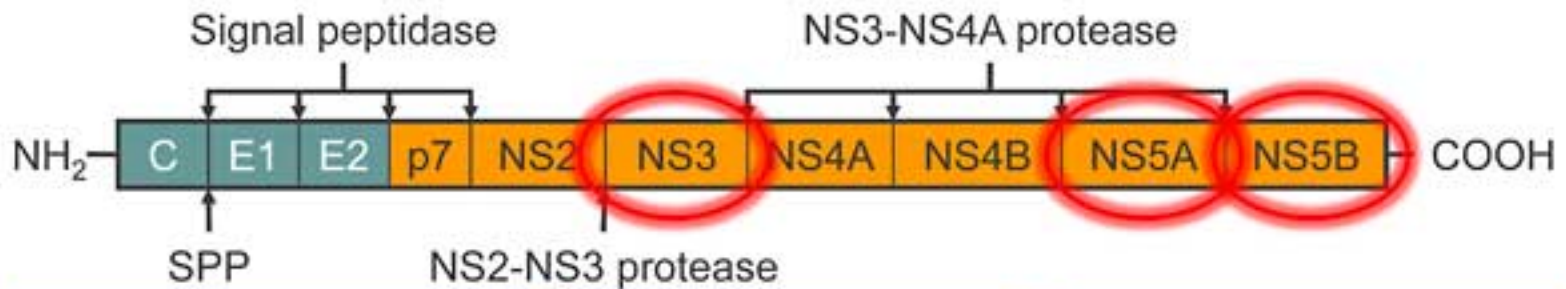 Signal peptidase NS3-NS4A protease
NH₂ C E1 E2 p7 NS2 NS3 NS4A NS4B NS5A NS5B COOH
SPP NS2-NS3 protease